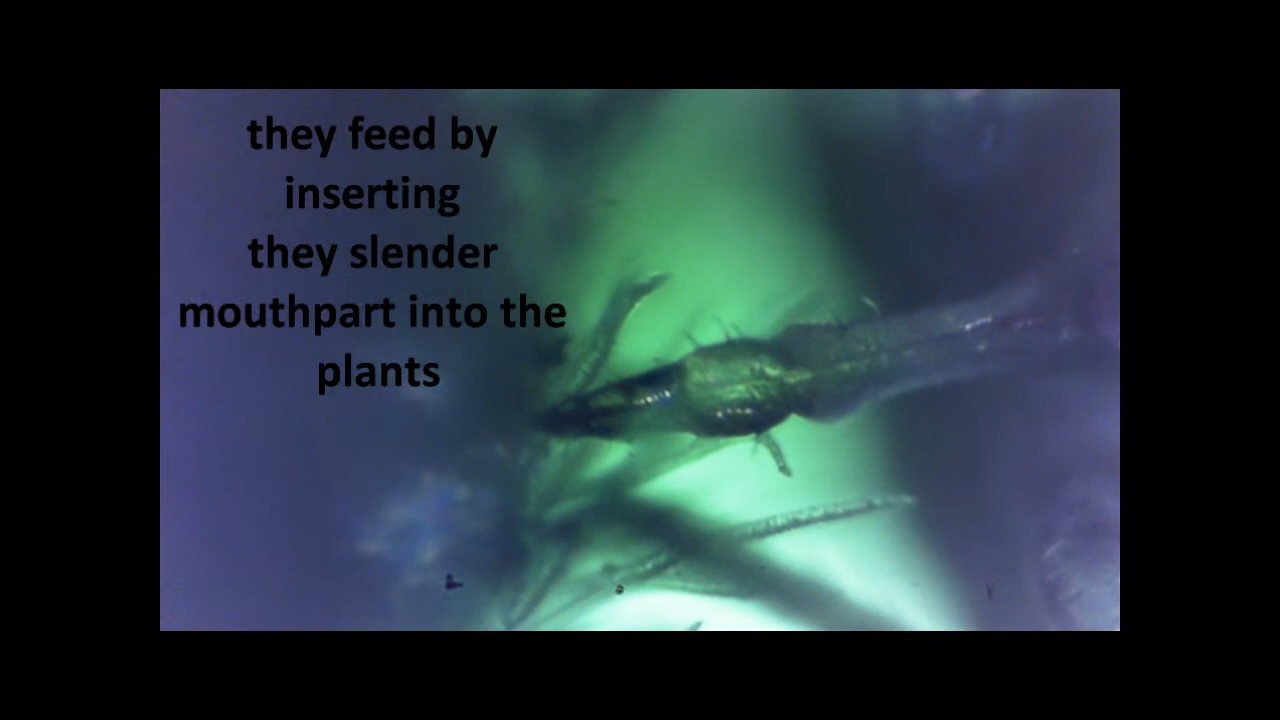 they feed by
inserting
they slender
mouthpart into the
plants